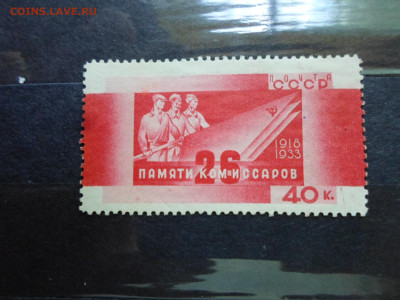 COINS.LAVE.RU
ПОЧТА
СССР
1918
1933
26
ПАМЯТИ КОМИССАРОВ
40 К.